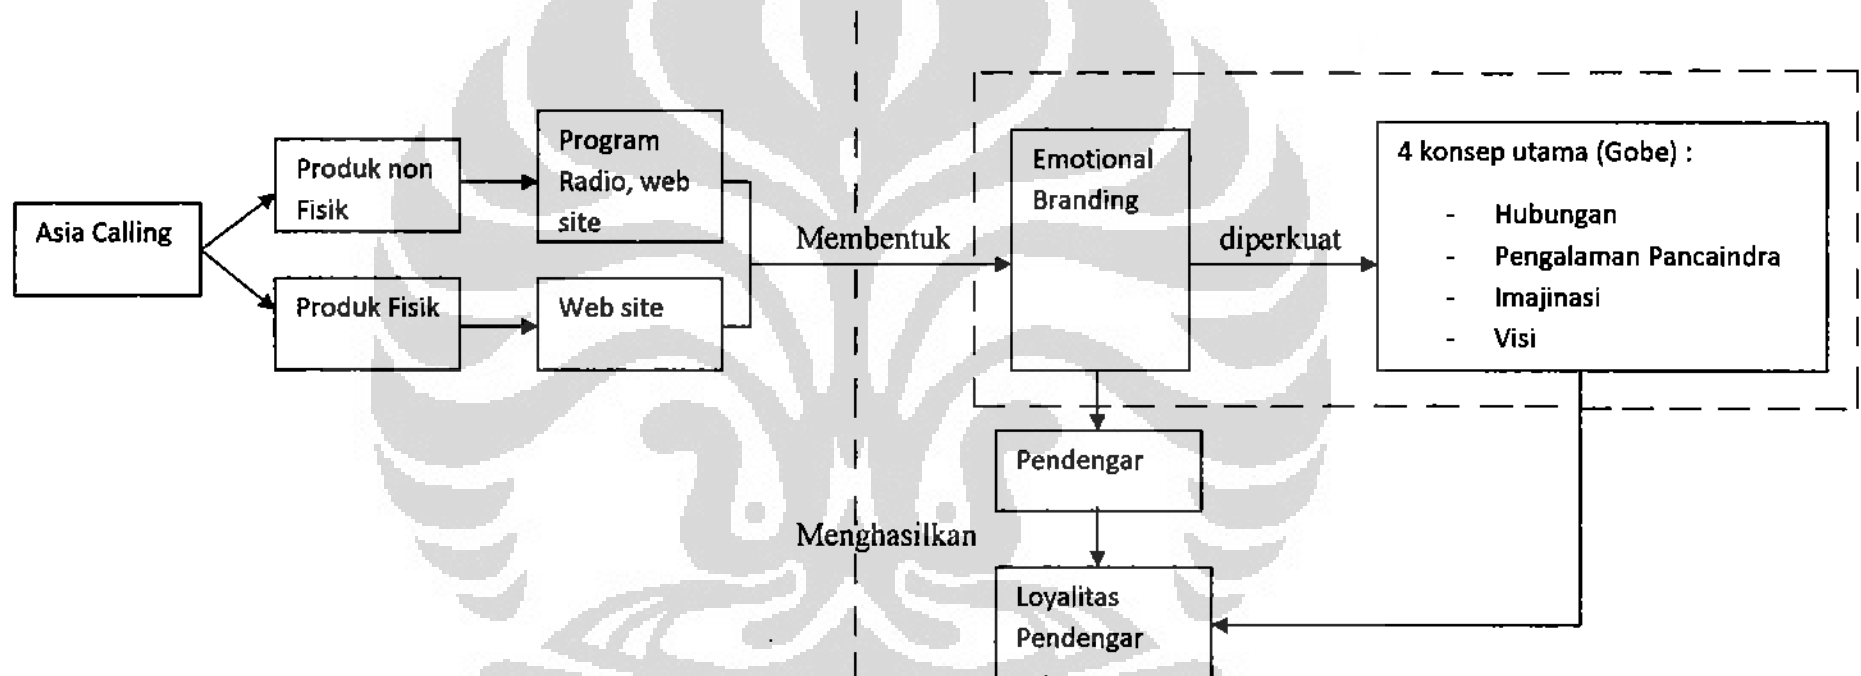 Asia Calling
Produk non
Fisik
Produk Fisik
Program
Radio, web
site
Web site
Membentuk
Emotional
Branding
diperkuat
4 konsep utama (Gobe) :
- Hubungan
- Pengalaman Pancaindra
- Imajinasi
- Visi
Pendengar
Menghasilkan
Loyalitas
Pendengar